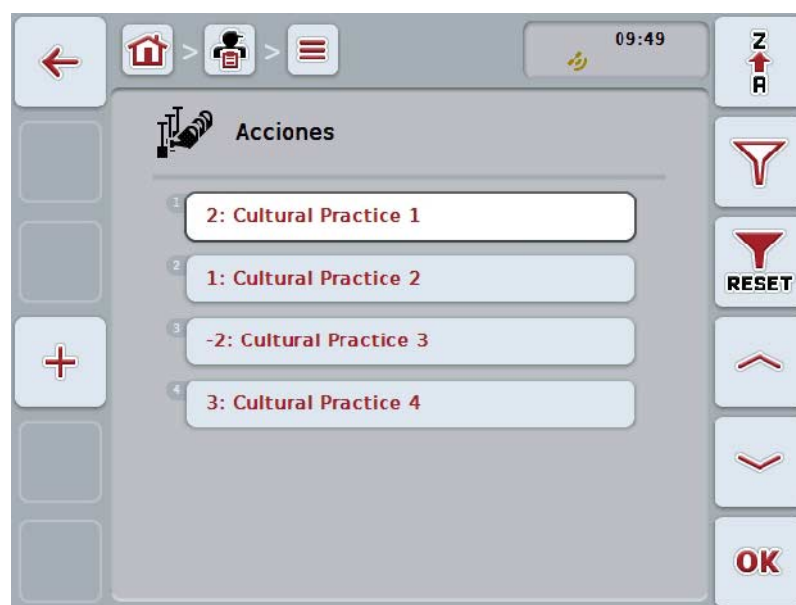 09:49
Z
A
Acciones
1
2: Cultural Practice 1
2
1: Cultural Practice 2
RESET
3
-2: Cultural Practice 3
4
3: Cultural Practice 4
OK